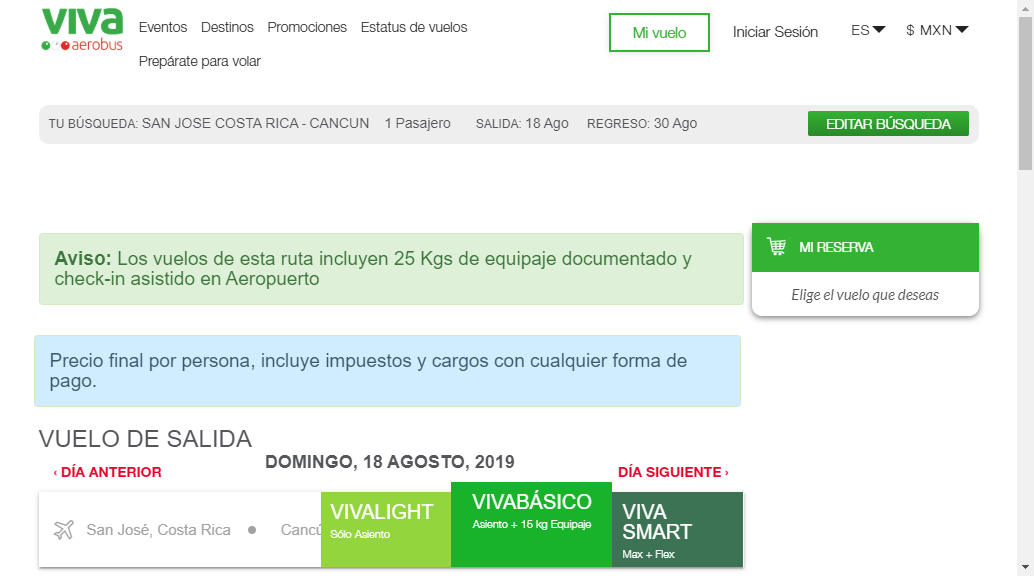 viva aerobus
Eventos Destinos Promociones Estatus de vuelos
Prepárate para volar
Mi vuelo Iniciar Sesión ES $ MXN
TU BÚSQUEDA: SAN JOSE COSTA RICA - CANCUN 1 Pasajero SALIDA: 18 Ago REGRESO: 30 Ago EDITAR BÚSQUEDA
Aviso: Los vuelos de esta ruta incluyen 25 Kgs de equipaje documentado y
check-in asistido en Aeropuerto
MI RESERVA
Elige el vuelo que deseas
Precio final por persona, incluye impuestos y cargos con cualquier forma de
pago.
VUELO DE SALIDA
‹ DÍA ANTERIOR DOMINGO, 18 AGOSTO, 2019 DÍA SIGUIENTE ›
San José, Costa Rica ● Cancú
VIVALIGHT
Sólo Asiento
VIVABÁSICO
Asiento + 15 kg Equipaje
VIVA
SMART
Max + Flex